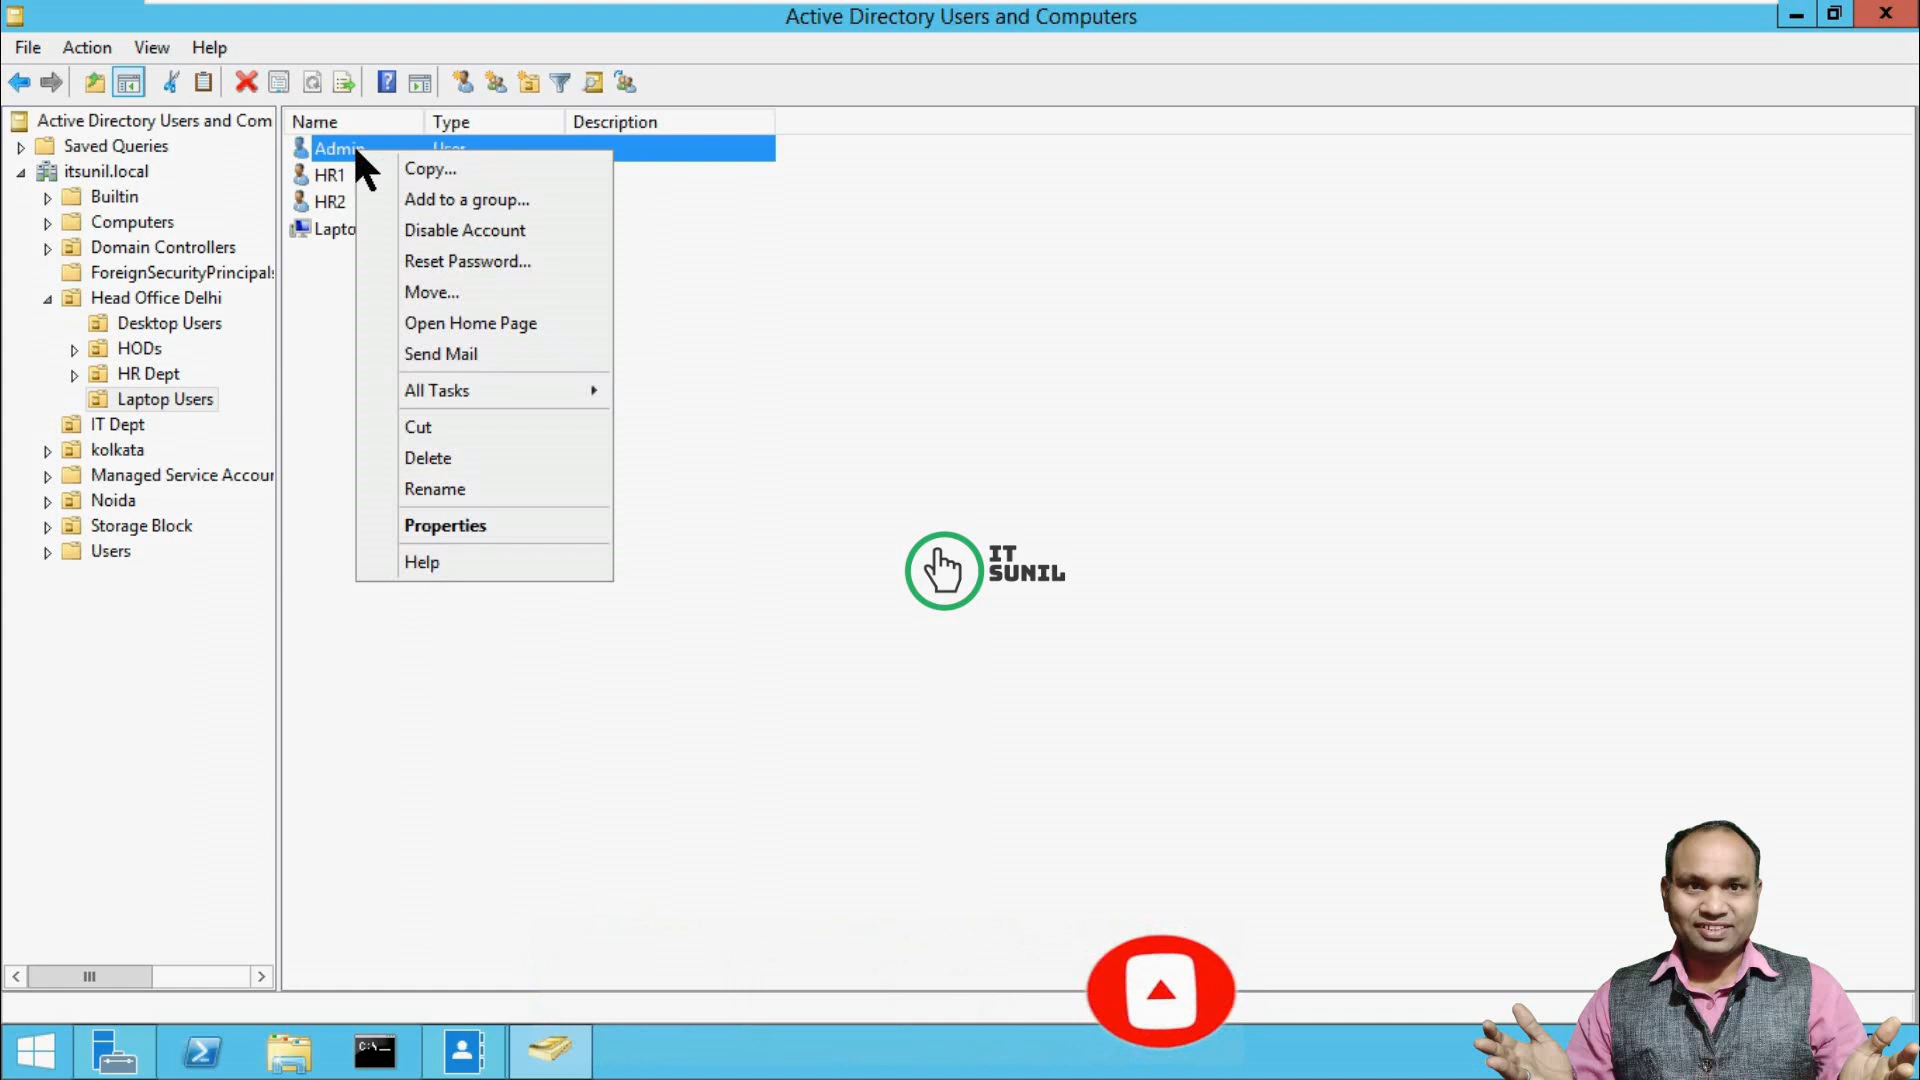 Active Directory Users and Computers
File Action View Help
Active Directory Users and Com
Saved Queries
itsunil.local
Builtin
Computers
Domain Controllers
ForeignSecurityPrincipals
Head Office Delhi
Desktop Users
HODs
HR Dept
Laptop Users
IT Dept
kolkata
Managed Service Accour
Noida
Storage Block
Users
Name Type Description
Admin User
HR1
HR2
Lapto
Copy...
Add to a group...
Disable Account
Reset Password...
Move...
Open Home Page
Send Mail
All Tasks
Cut
Delete
Rename
Properties
Help
IT
SUNIL
C:\_